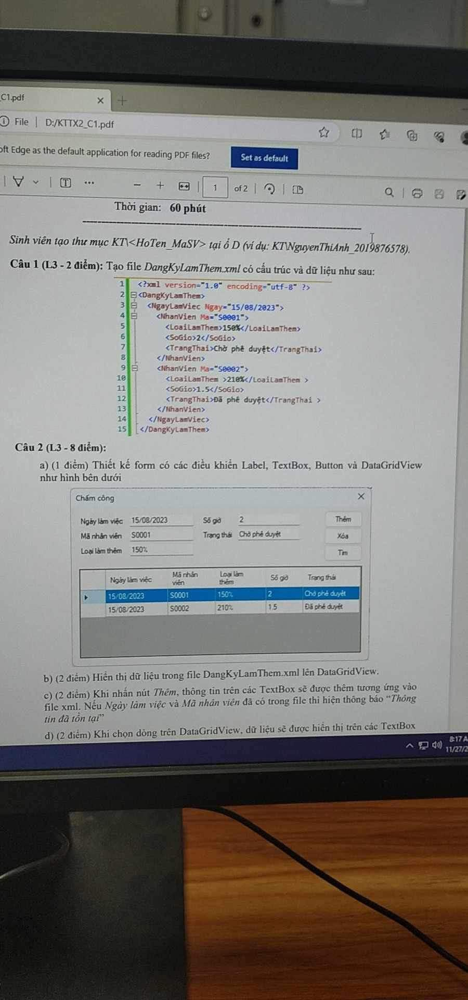 _C1.pdf
File | D:/KTTX2_C1.pdf
oft Edge as the default application for reading PDF files?
Set as default
1 of 2
Thời gian: 60 phút
Sinh viên tạo thư mục KT\<HoTen_MaSV> tại ổ D (ví dụ: KT\NguyenThiAnh_2019876578).
Câu 1 (L3 - 2 điểm): Tạo file DangKyLamThem.xml có cấu trúc và dữ liệu như sau:
1 <?xml version="1.0" encoding="utf-8" ?>
2 <DangKyLamThem>
3 <NgayLamViec Ngay="15/08/2023">
4 <NhanVien Ma="S0001">
5 <LoaiLamThem>150%</LoaiLamThem>
6 <SoGio>2</SoGio>
7 <TrangThai>Chờ phê duyệt</TrangThai>
8 </NhanVien>
9 <NhanVien Ma="S0002">
10 <LoaiLamThem >210%</LoaiLamThem >
11 <SoGio>1.5</SoGio>
12 <TrangThai>Đã phê duyệt</TrangThai >
13 </NhanVien>
14 </NgayLamViec>
15 </DangKyLamThem>
Câu 2 (L3 - 8 điểm):
a) (1 điểm) Thiết kế form có các điều khiển Label, TextBox, Button và DataGridView
như hình bên dưới
Chấm công
Ngày làm việc 15/08/2023 Số giờ 2 Thêm
Mã nhân viên S0001 Trạng thái Chờ phê duyệt Xóa
Loại làm thêm 150% Tìm
Ngày làm việc Mã nhân viên Loại làm thêm Số giờ Trạng thái
15/08/2023 S0001 150% 2 Chờ phê duyệt
15/08/2023 S0002 210% 1.5 Đã phê duyệt
b) (2 điểm) Hiển thị dữ liệu trong file DangKyLamThem.xml lên DataGridView.
c) (2 điểm) Khi nhấn nút Thêm, thông tin trên các TextBox sẽ được thêm tương ứng vào
file xml. Nếu Ngày làm việc và Mã nhân viên đã có trong file thì hiện thông báo “Thông
tin đã tồn tại”
d) (2 điểm) Khi chọn dòng trên DataGridView, dữ liệu sẽ được hiển thị trên các TextBox
8:17 A
11/27/2